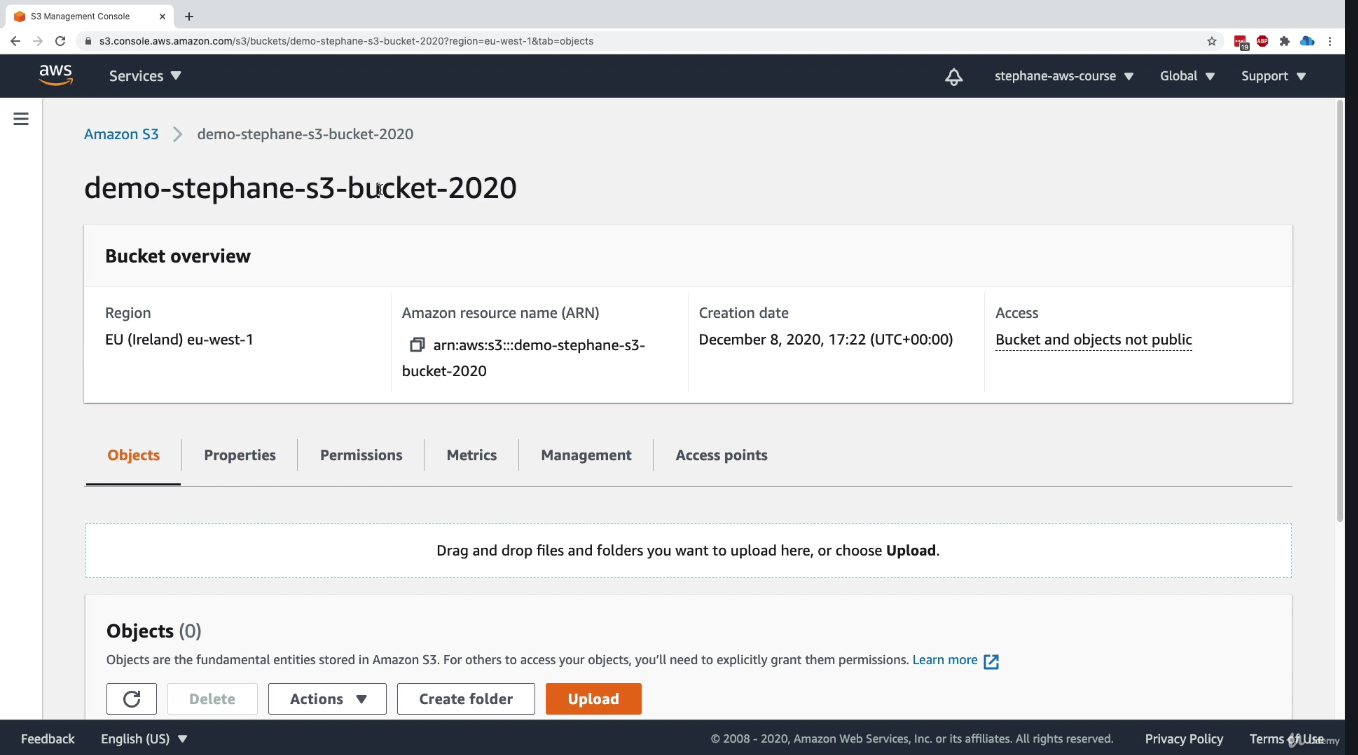 S3 Management Console
s3.console.aws.amazon.com/s3/buckets/demo-stephane-s3-bucket-2020?region=eu-west-1&tab=objects
19 ABP
aws Services stephane-aws-course Global Support
Amazon S3 demo-stephane-s3-bucket-2020
demo-stephane-s3-bucket-2020
Bucket overview
Region Amazon resource name (ARN) Creation date Access
EU (Ireland) eu-west-1 arn:aws:s3:::demo-stephane-s3- December 8, 2020, 17:22 (UTC+00:00) Bucket and objects not public
bucket-2020
Objects Properties Permissions Metrics Management Access points
Drag and drop files and folders you want to upload here, or choose Upload.
Objects (0)
Objects are the fundamental entities stored in Amazon S3. For others to access your objects, you'll need to explicitly grant them permissions. Learn more
Delete Actions Create folder Upload
Feedback English (US) © 2008 - 2020, Amazon Web Services, Inc. or its affiliates. All rights reserved. Privacy Policy Terms of Use
Udemy